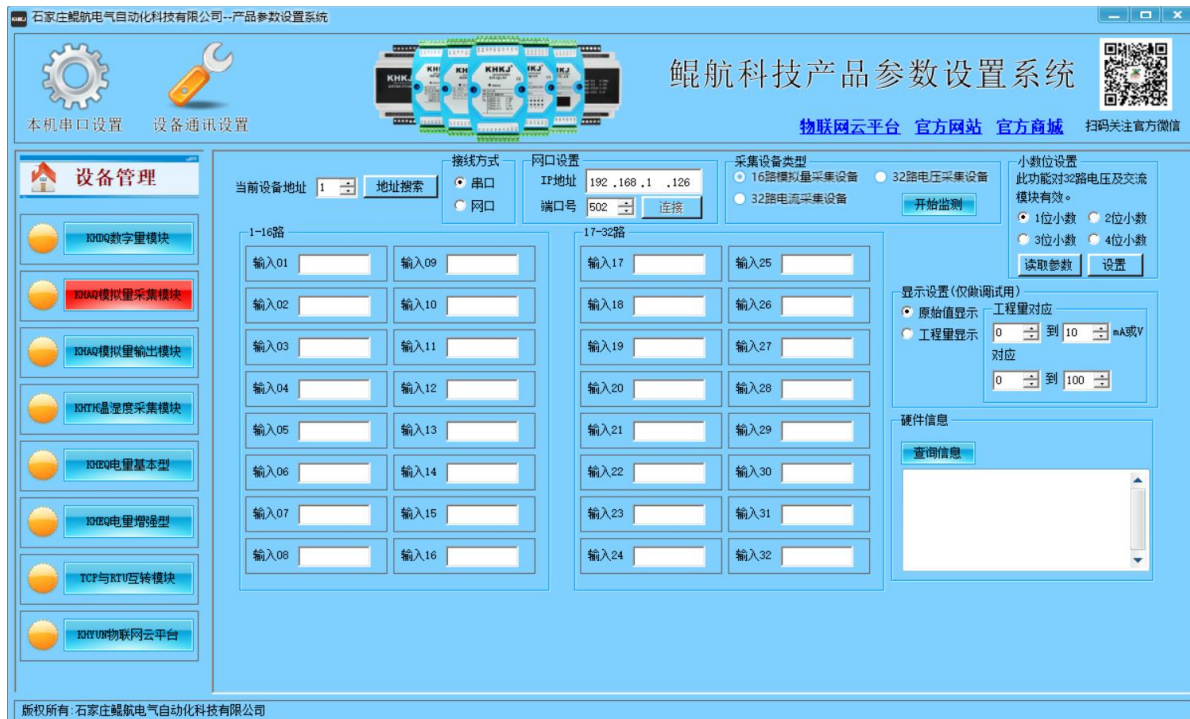 石家庄鲲航电气自动化科技有限公司--产品参数设置系统
本机串口设置
设备通讯设置
KHKJ
鲲航科技产品参数设置系统
物联网云平台 官方网站 官方商城
扫码关注官方微信
设备管理
KHDQ数字量模块
KHAQ模拟量采集模块
KHAO模拟量输出模块
KHTH温湿度采集模块
KHEQ电量基本型
KHEQ电量增强型
TCP与RTU互转模块
KHYUN物联网云平台
当前设备地址 1 地址搜索
接线方式
串口
网口
网口设置
IP地址 192 .168 .1 .126
端口号 502 连接
采集设备类型
16路模拟量采集设备 32路电压采集设备
32路电流采集设备 开始监测
小数位设置
此功能对32路电压及交流
模块有效。
1位小数 2位小数
3位小数 4位小数
读取参数 设置
1-16路
输入01 输入09
输入02 输入10
输入03 输入11
输入04 输入12
输入05 输入13
输入06 输入14
输入07 输入15
输入08 输入16
17-32路
输入17 输入25
输入18 输入26
输入19 输入27
输入20 输入28
输入21 输入29
输入22 输入30
输入23 输入31
输入24 输入32
显示设置(仅做调试用)
原始值显示
工程量显示
工程量对应
0 到 10 mA或V
对应
0 到 100
硬件信息
查询信息
版权所有:石家庄鲲航电气自动化科技有限公司